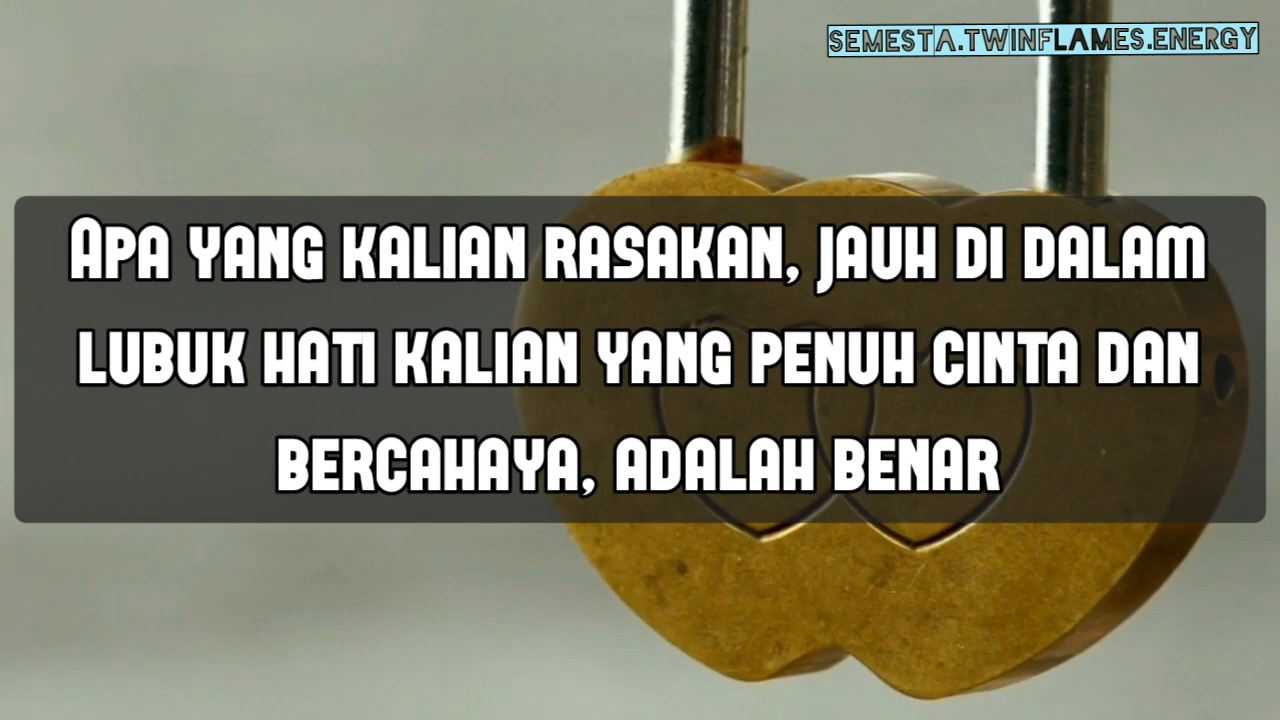 SEMESTA.TWINFLAMES.ENERGY
Apa yang kalian rasakan, jauh di dalam
lubuk hati kalian yang penuh cinta dan
bercahaya, adalah benar